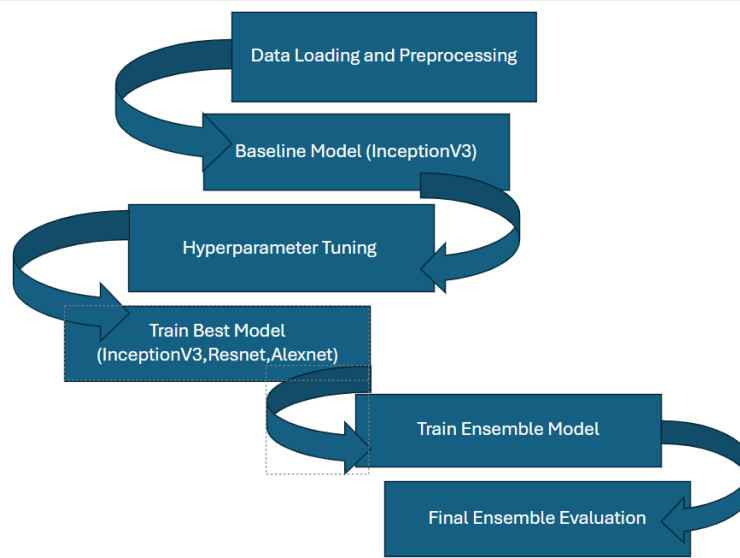 Data Loading and Preprocessing
Baseline Model (InceptionV3)
Hyperparameter Tuning
Train Best Model
(InceptionV3,Resnet,Alexnet)
Train Ensemble Model
Final Ensemble Evaluation